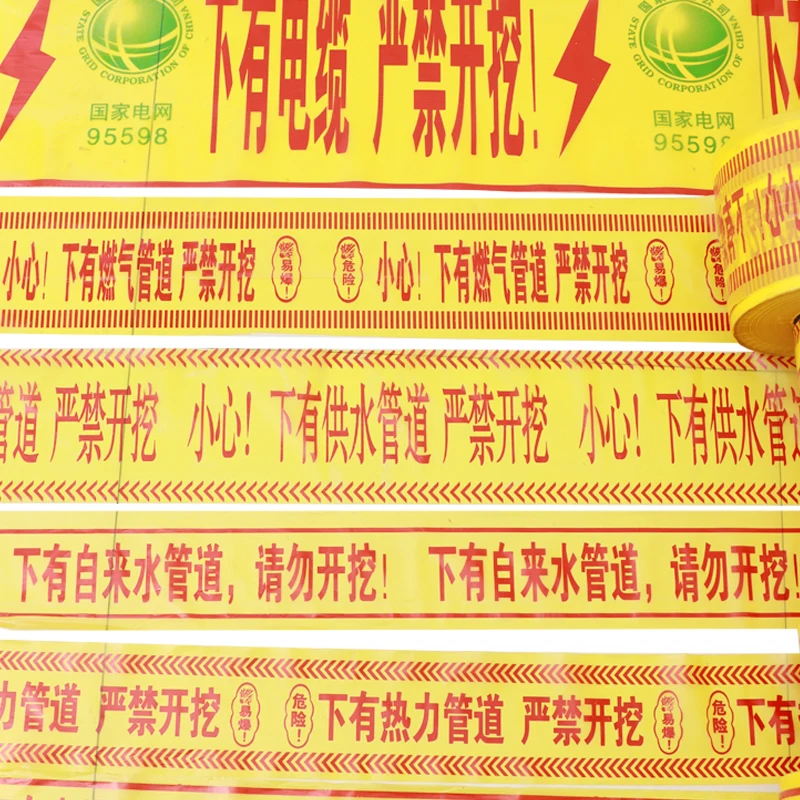 下有电缆 严禁开挖!
STATE GRID CORPORATION OF CHINA
国家电网
95598
STATE GRID CORPORATION OF CHINA
国家电网
95598
小心! 下有燃气管道 严禁开挖 易爆! 危险! 小心! 下有燃气管道 严禁开挖 易爆!
管道 严禁开挖 小心! 下有供水管道 严禁开挖 小心! 下有供水管道
下有自来水管道,请勿开挖! 下有自来水管道,请勿开挖!
力管道 严禁开挖 易爆! 危险! 下有热力管道 严禁开挖 易爆! 危险! 下有